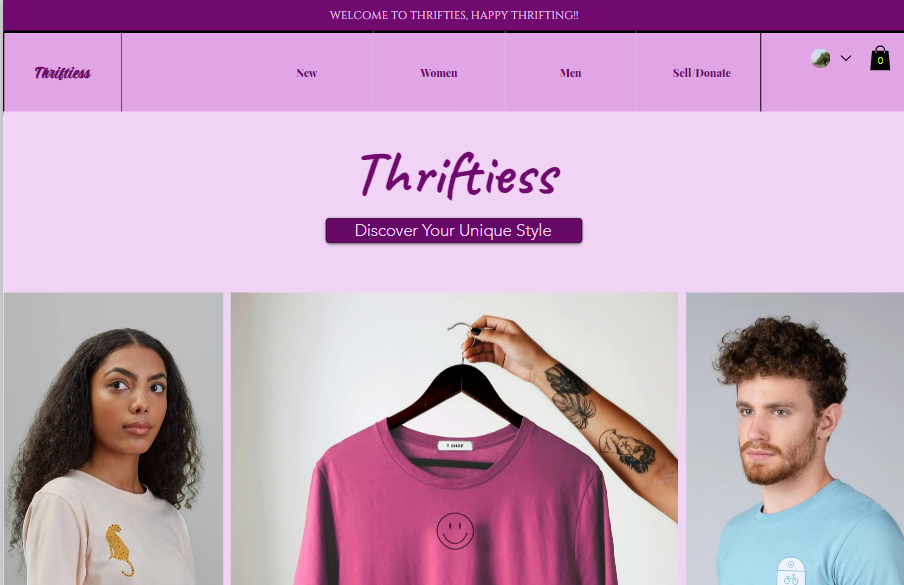 WELCOME TO THRIFTIES, HAPPY THRIFTING!!
Thriftiess
New
Women
Men
Sell/Donate
0
Thriftiess
Discover Your Unique Style
T SHOP